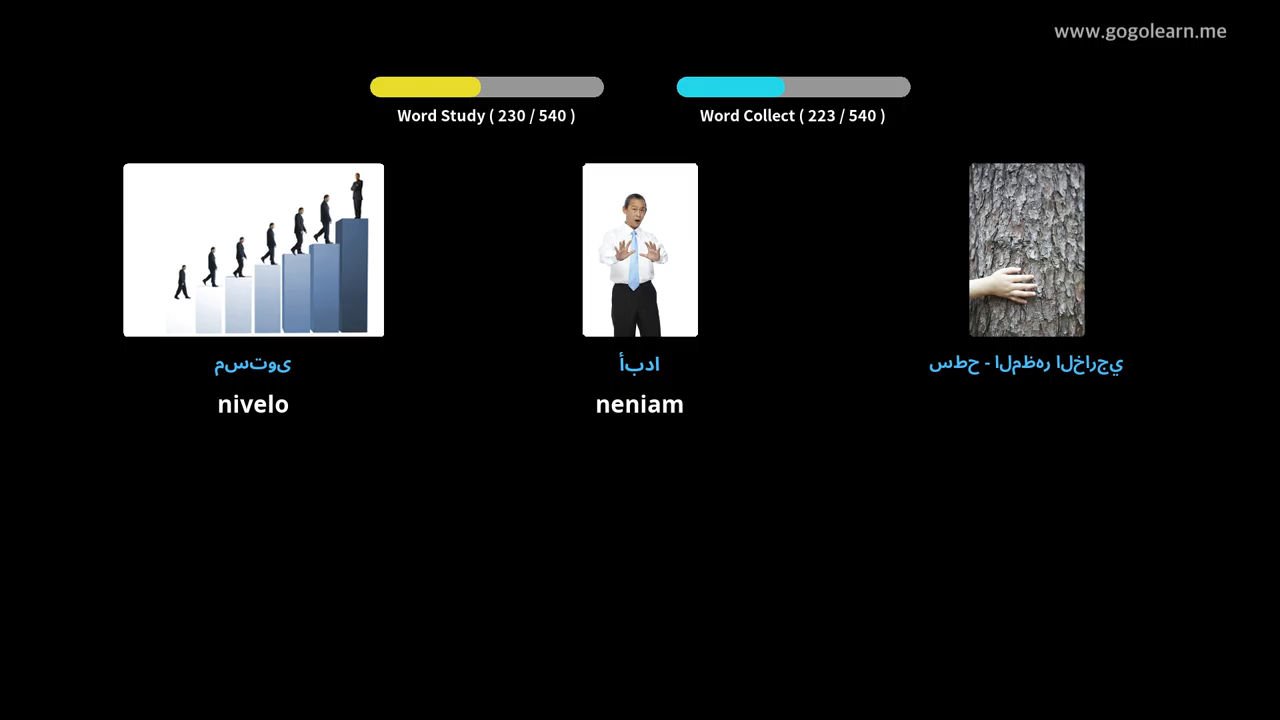 www.gogolearn.me
Word Study ( 230 / 540 )
Word Collect ( 223 / 540 )
مستوى
nivelo
أبدا
neniam
سطح - المظهر الخارجي